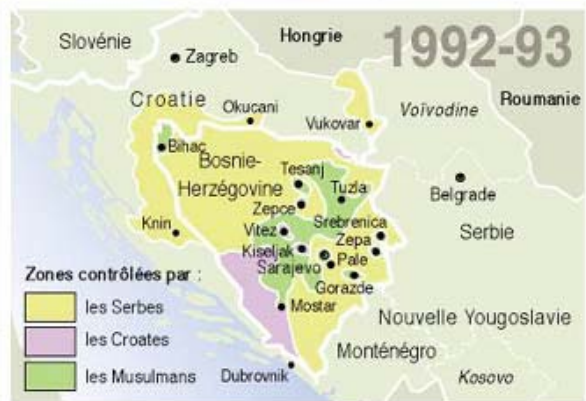 1992-93
Hongrie
Slovénie
Zagreb
Roumanie
Croatie
Okucani
Voïvodine
Vukovar
Bihac
Bosnie-
Herzégovine
Tesanj
Tuzla
Belgrade
Zepce
Srebrenica
Knin
Vitez
Zepa
Serbie
Kiseljak
Sarajevo
Pale
Gorazde
Zones contrôlées par :
les Serbes
les Croates
les Musulmans
Mostar
Nouvelle Yougoslavie
Monténégro
Dubrovnik
Kosovo